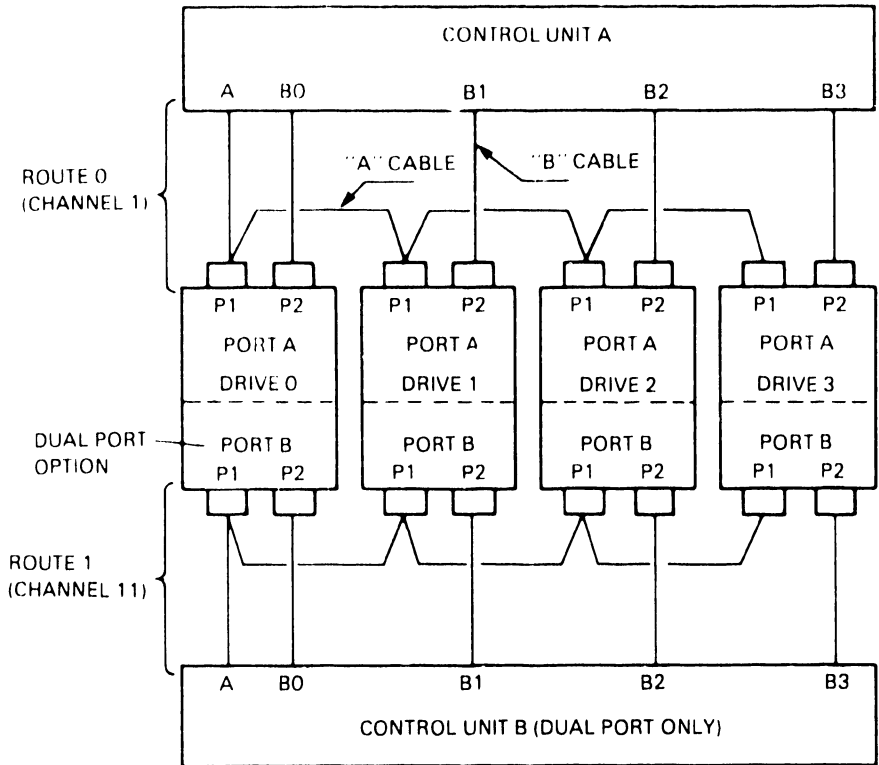 CONTROL UNIT A
A B0 B1 B2 B3
"A" CABLE "B" CABLE
ROUTE 0
(CHANNEL 1)
P1 P2 P1 P2 P1 P2 P1 P2
PORT A PORT A PORT A PORT A
DRIVE 0 DRIVE 1 DRIVE 2 DRIVE 3
DUAL PORT
OPTION
PORT B PORT B PORT B PORT B
P1 P2 P1 P2 P1 P2 P1 P2
ROUTE 1
(CHANNEL 11)
A B0 B1 B2 B3
CONTROL UNIT B (DUAL PORT ONLY)